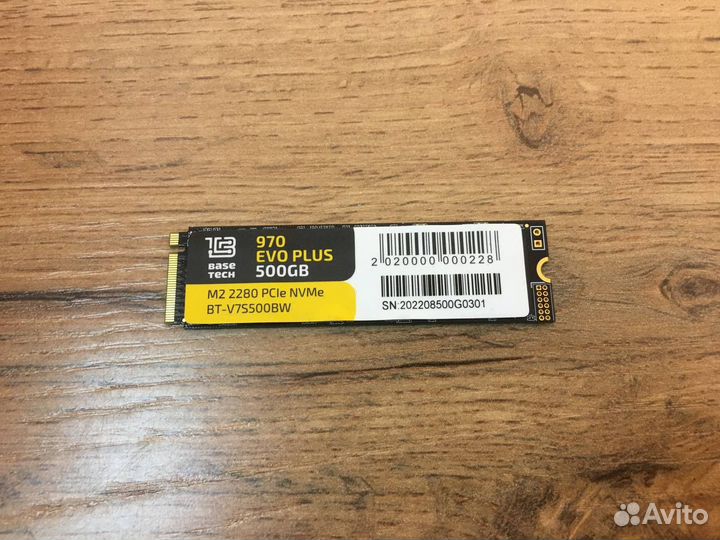 BASE
TECH
970
EVO PLUS
500GB
M2 2280 PCIe NVMe
BT-V7S500BW
2 020000 000228
SN:202208500G0301
Avito